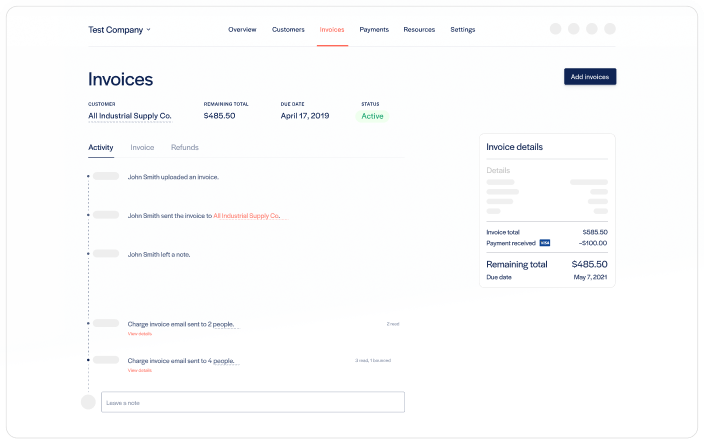 Test Company
Overview Customers Invoices Payments Resources Settings
Invoices
Add invoices
CUSTOMER REMAINING TOTAL DUE DATE STATUS
All Industrial Supply Co. $485.50 April 17, 2019 Active
Activity Invoice Refunds
John Smith uploaded an invoice.
John Smith sent the invoice to All Industrial Supply Co.
John Smith left a note.
Charge invoice email sent to 2 people. 2 read
View details
Charge invoice email sent to 4 people. 3 read, 1 bounced
View details
Leave a note
Invoice details
Details
Invoice total $585.50
Payment received VISA –$100.00
Remaining total $485.50
Due date May 7, 2021